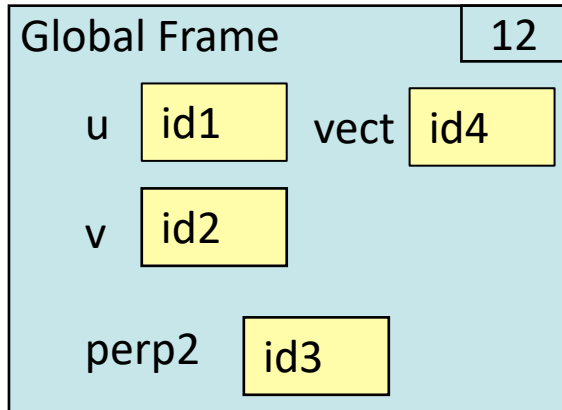 Global Frame 12
u id1 vect id4
v id2
perp2 id3